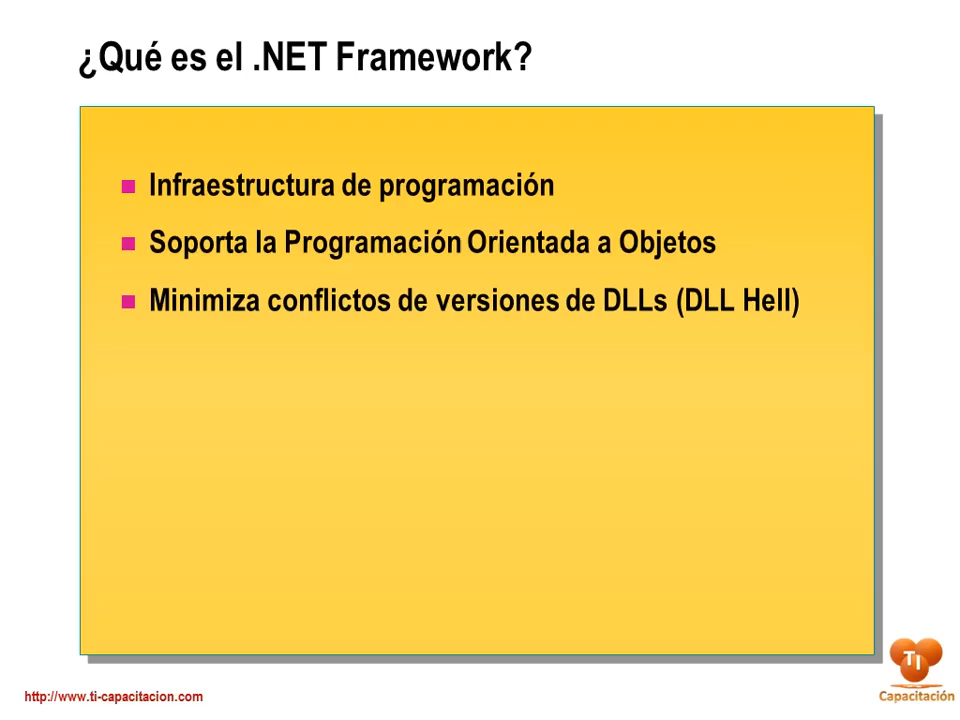 ¿Qué es el .NET Framework?
Infraestructura de programación
Soporta la Programación Orientada a Objetos
Minimiza conflictos de versiones de DLLs (DLL Hell)
TI
http://www.ti-capacitacion.com
Capacitación